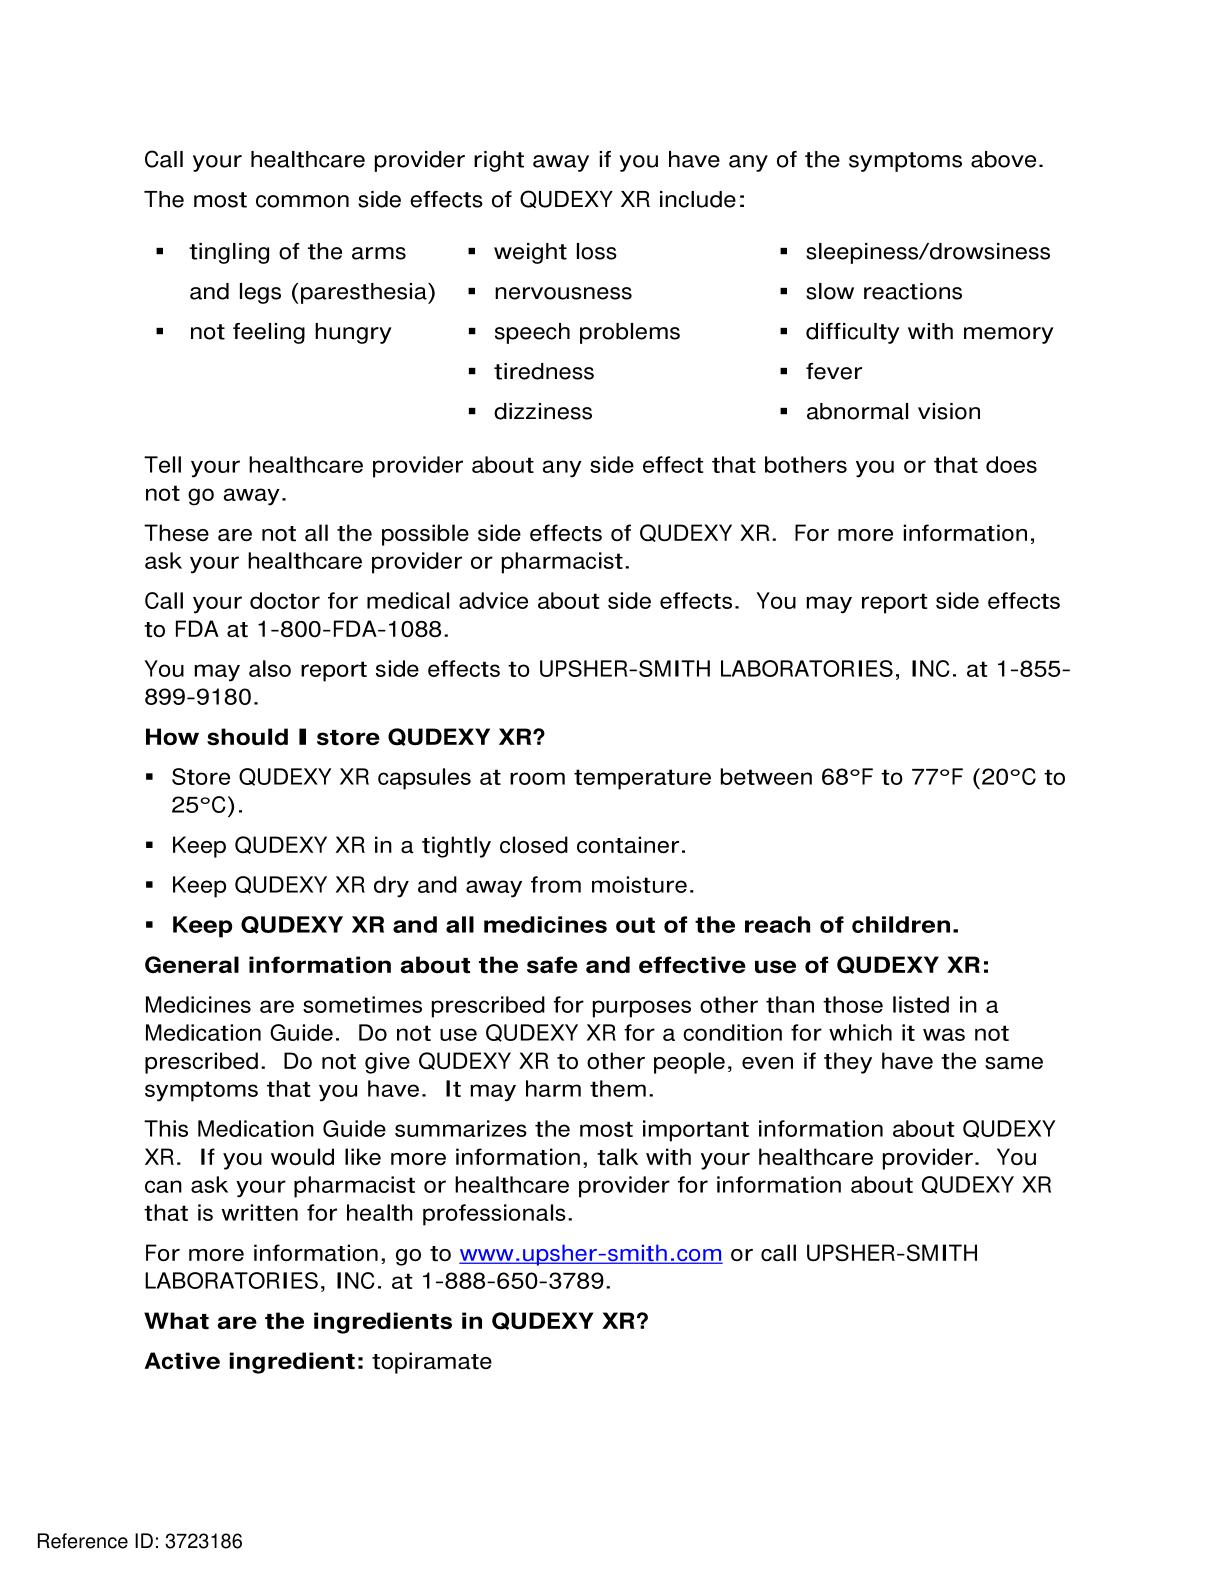 Call your healthcare provider right away if you have any of the symptoms above.
The most common side effects of QUDEXY XR include:
▪ tingling of the arms
and legs (paresthesia)
▪ not feeling hungry
▪ weight loss
▪ nervousness
▪ speech problems
▪ tiredness
▪ dizziness
▪ sleepiness/drowsiness
▪ slow reactions
▪ difficulty with memory
▪ fever
▪ abnormal vision
Tell your healthcare provider about any side effect that bothers you or that does
not go away.
These are not all the possible side effects of QUDEXY XR.  For more information,
ask your healthcare provider or pharmacist.
Call your doctor for medical advice about side effects.  You may report side effects
to FDA at 1-800-FDA-1088.
You may also report side effects to UPSHER-SMITH LABORATORIES, INC. at 1-855-
899-9180.
How should I store QUDEXY XR?
▪ Store QUDEXY XR capsules at room temperature between 68°F to 77°F (20°C to
25°C).
▪ Keep QUDEXY XR in a tightly closed container.
▪ Keep QUDEXY XR dry and away from moisture.
▪ Keep QUDEXY XR and all medicines out of the reach of children.
General information about the safe and effective use of QUDEXY XR:
Medicines are sometimes prescribed for purposes other than those listed in a
Medication Guide.  Do not use QUDEXY XR for a condition for which it was not
prescribed.  Do not give QUDEXY XR to other people, even if they have the same
symptoms that you have.  It may harm them.
This Medication Guide summarizes the most important information about QUDEXY
XR.  If you would like more information, talk with your healthcare provider.  You
can ask your pharmacist or healthcare provider for information about QUDEXY XR
that is written for health professionals.
For more information, go to www.upsher-smith.com or call UPSHER-SMITH
LABORATORIES, INC. at 1-888-650-3789.
What are the ingredients in QUDEXY XR?
Active ingredient: topiramate
Reference ID: 3723186